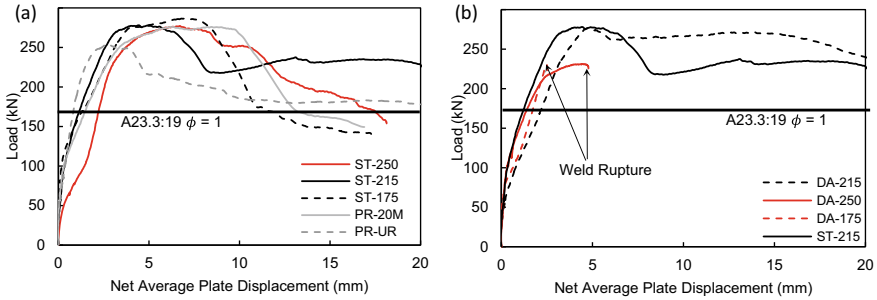 (a)
300
250
200
150
100
50
0
Load (kN)
A23.3:19 ϕ = 1
ST-250
ST-215
ST-175
PR-20M
PR-UR
0 5 10 15 20
Net Average Plate Displacement (mm)
(b)
300
250
200
150
100
50
0
Load (kN)
A23.3:19 ϕ = 1
Weld Rupture
DA-215
DA-250
DA-175
ST-215
0 5 10 15 20
Net Average Plate Displacement (mm)